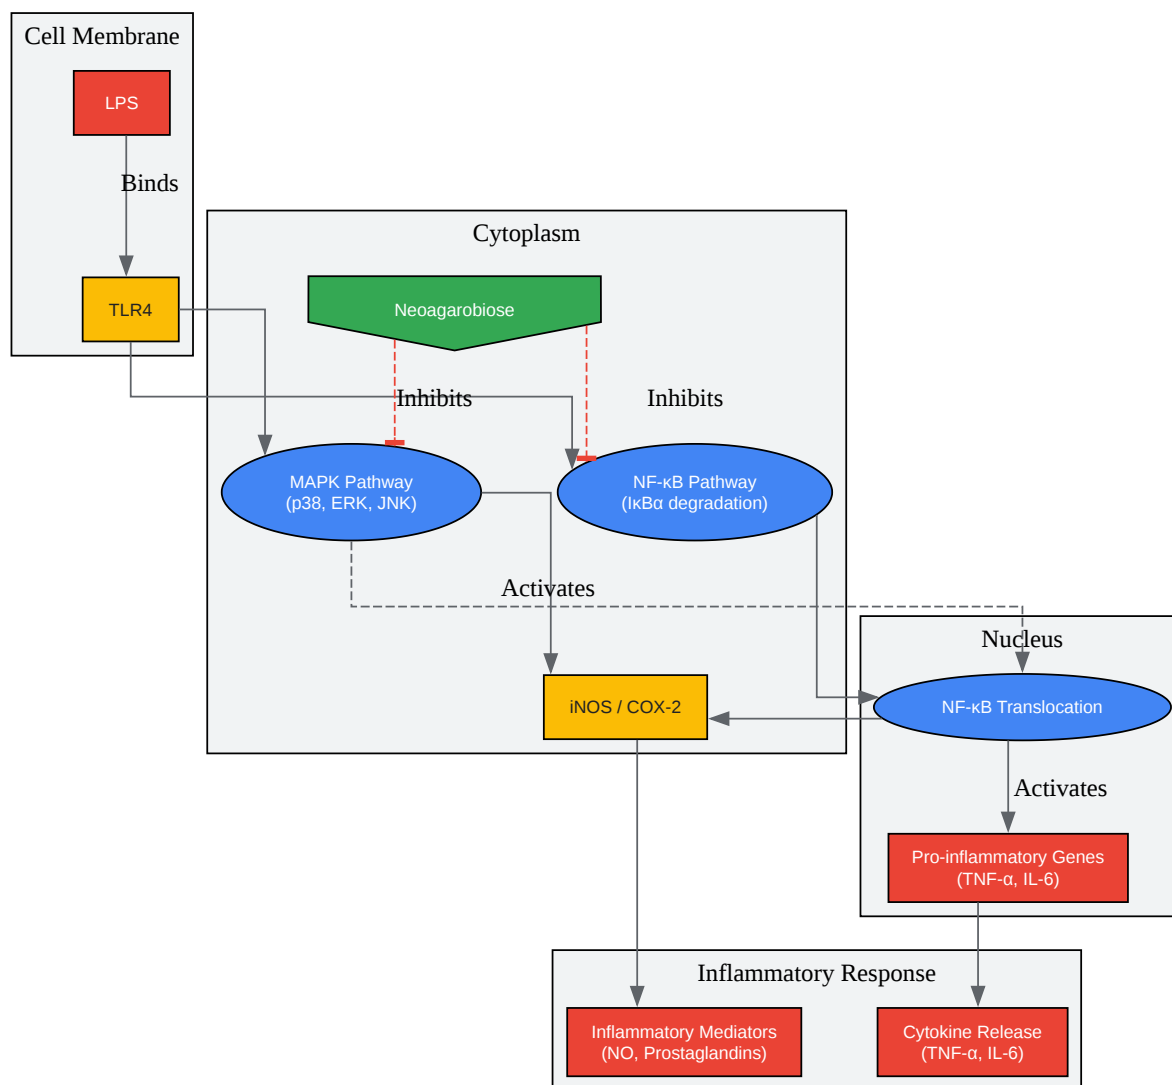 Cell Membrane
LPS
Binds
TLR4
Cytoplasm
Neoagarobiose
Inhibits
Inhibits
MAPK Pathway
(p38, ERK, JNK)
NF-κB Pathway
(IκBα degradation)
Activates
Nucleus
iNOS / COX-2
NF-κB Translocation
Activates
Pro-inflammatory Genes
(TNF-α, IL-6)
Inflammatory Response
Inflammatory Mediators
(NO, Prostaglandins)
Cytokine Release
(TNF-α, IL-6)